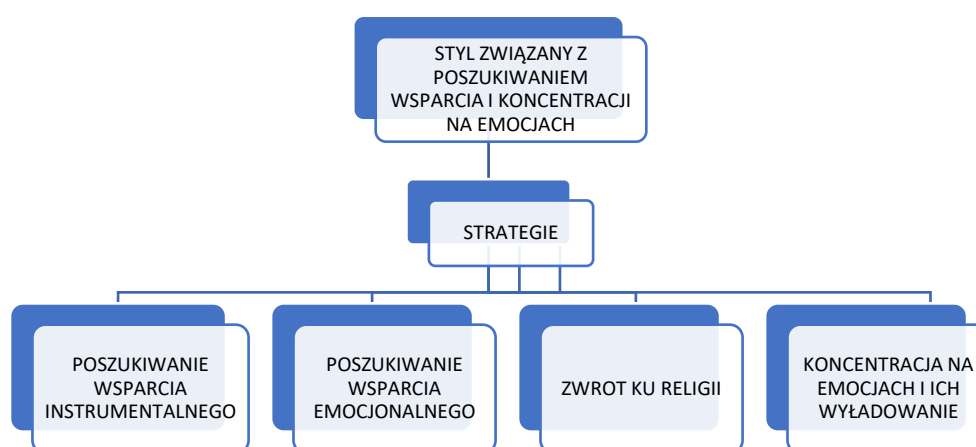 STYL ZWIĄZANY Z
POSZUKIWANIEM
WSPARCIA I KONCENTRACJI
NA EMOCJACH
STRATEGIE
POSZUKIWANIE
WSPARCIA
INSTRUMENTALNEGO
POSZUKIWANIE
WSPARCIA
EMOCJONALNEGO
ZWROT KU RELIGII
KONCENTRACJA NA
EMOCJACH I ICH
WYŁADOWANIE